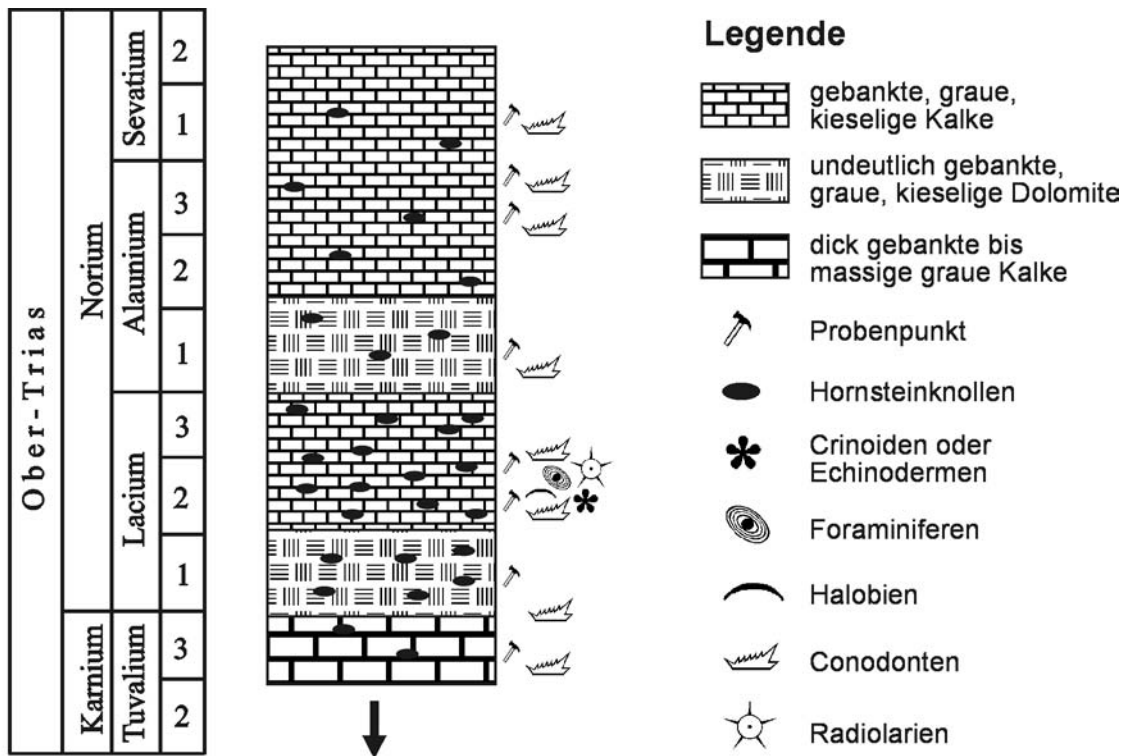 Ober-Trias
Norium
Karnium
Sevatium
Alaunium
Lacium
Tuvalium
2
1
3
2
1
3
2
1
3
2
Legende
gebankte, graue,
kieselige Kalke
undeutlich gebankte,
graue, kieselige Dolomite
dick gebankte bis
massige graue Kalke
Probenpunkt
Hornsteinknollen
Crinoiden oder
Echinodermen
Foraminiferen
Halobien
Conodonten
Radiolarien